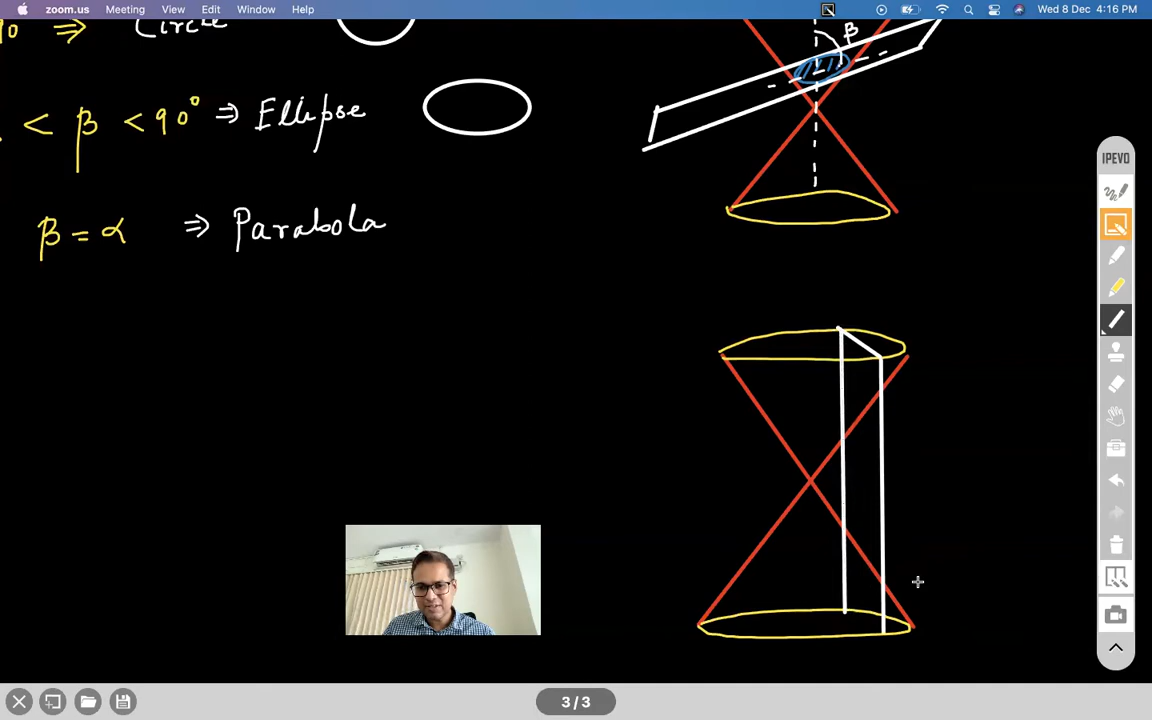 zoom.us Meeting View Edit Window Help Wed 8 Dec 4:16 PM
90 ⇒ Circle
< β < 90° ⇒ Ellipse
β = α ⇒ Parabola
β
IPEVO
3 / 3